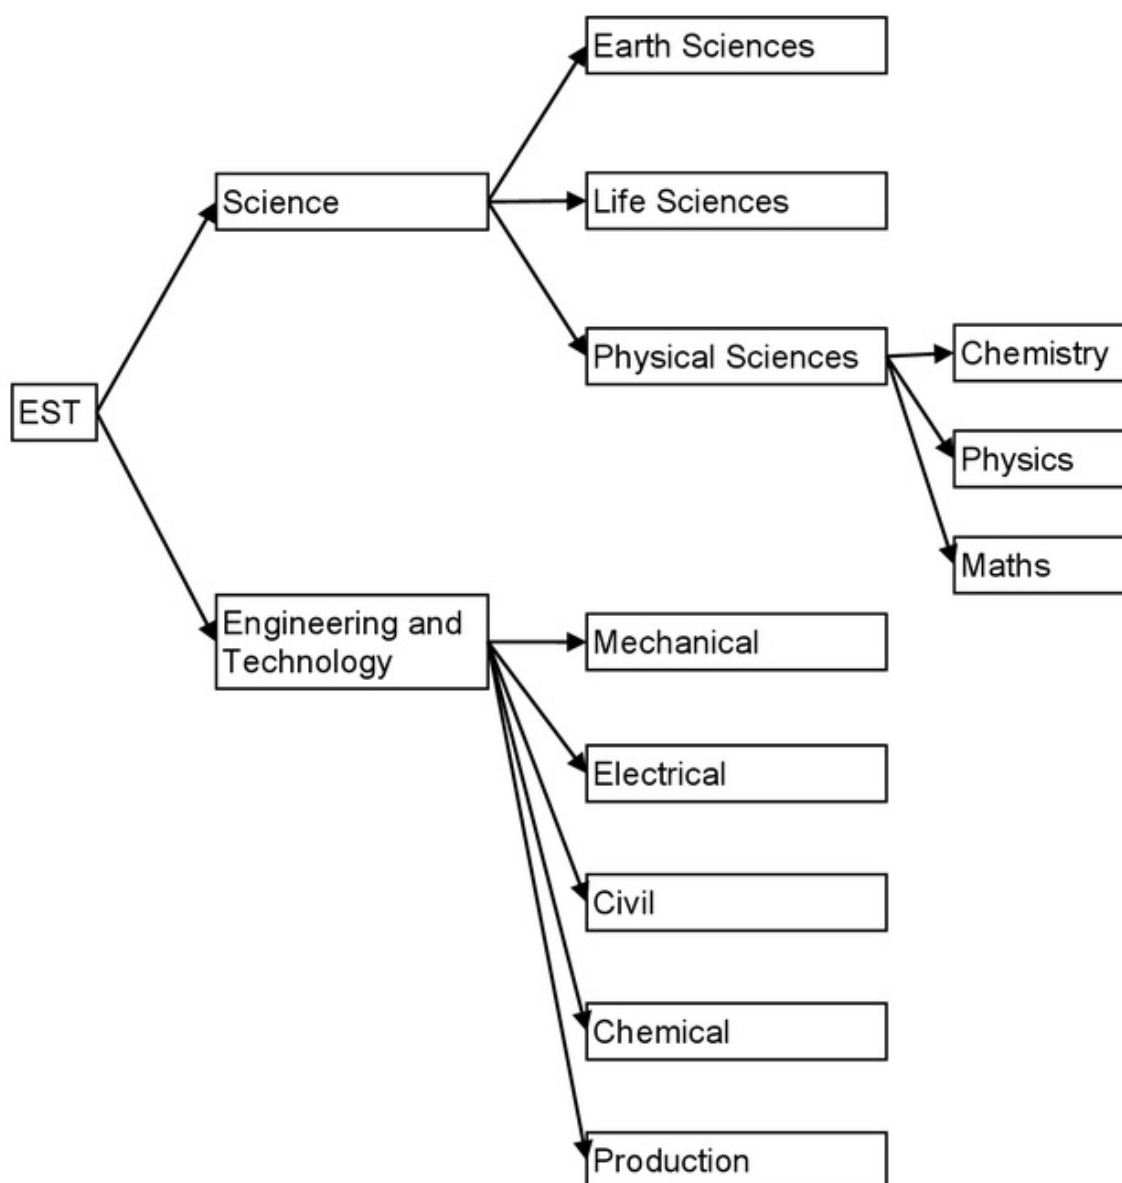 Earth Sciences
Science
Life Sciences
Physical Sciences
Chemistry
EST
Physics
Maths
Engineering and
Technology
Mechanical
Electrical
Civil
Chemical
Production